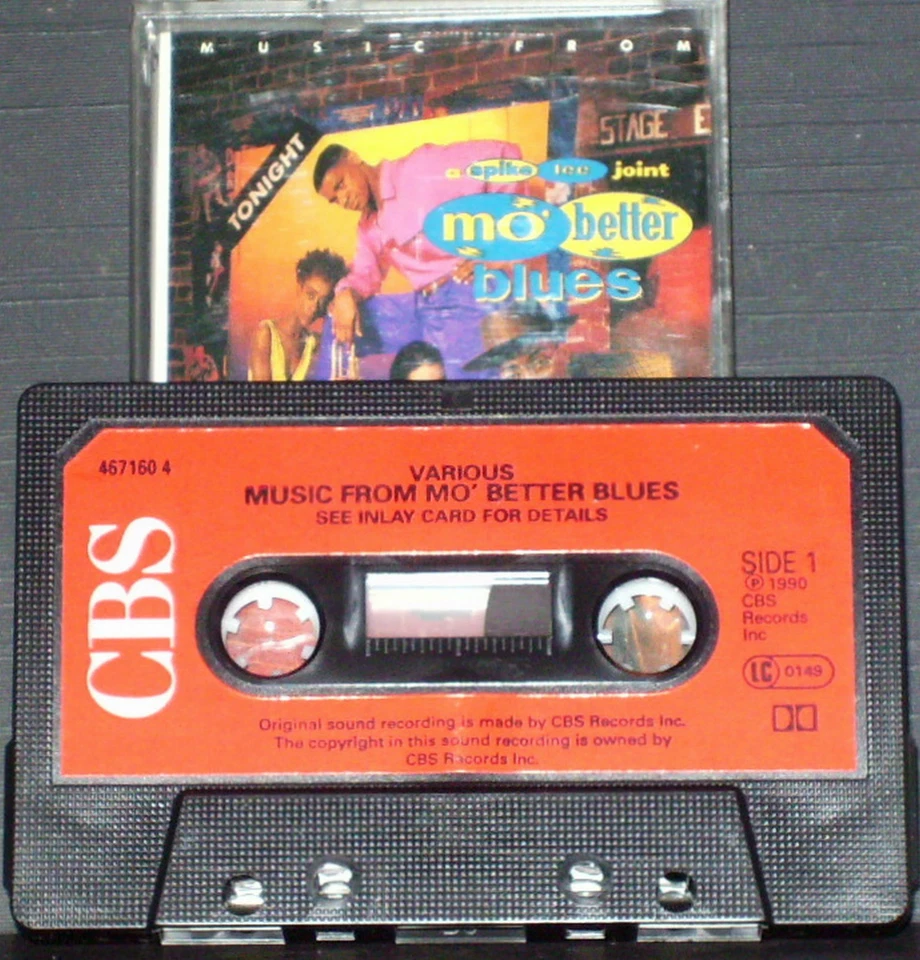 MUSIC FROM
STAGE E
TONIGHT
a spike lee joint
mo' better
blues
467160 4
VARIOUS
MUSIC FROM MO' BETTER BLUES
SEE INLAY CARD FOR DETAILS
CBS
SIDE 1
Ⓟ 1990
CBS
Records
Inc
LC 0149
Original sound recording is made by CBS Records Inc.
The copyright in this sound recording is owned by
CBS Records Inc.